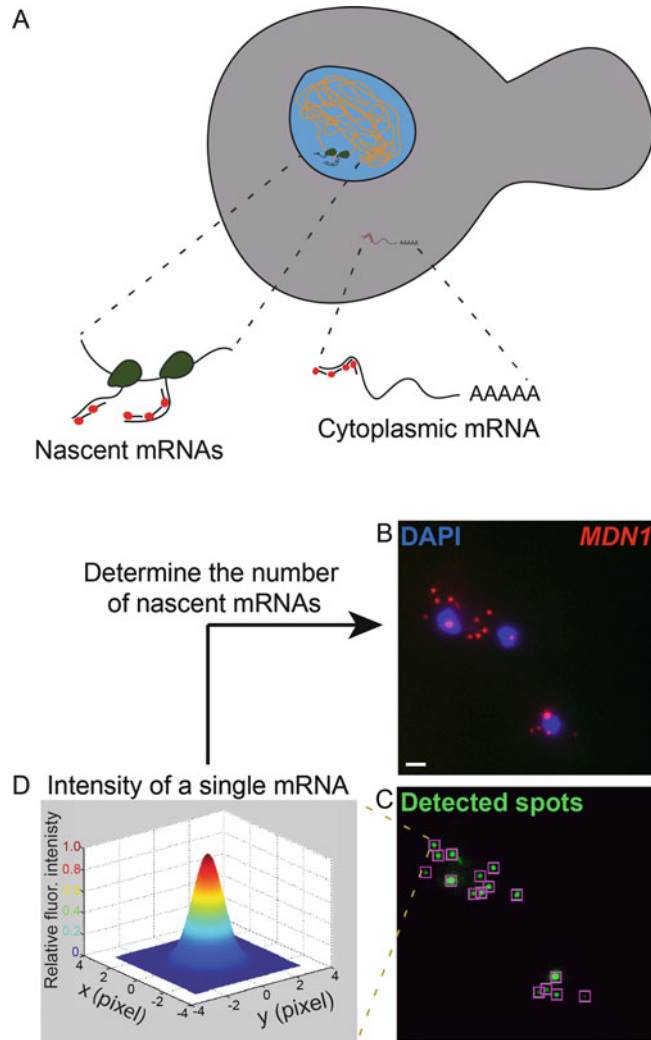 A
AAAAA
AAAAA
Nascent mRNAs
Cytoplasmic mRNA
Determine the number
of nascent mRNAs
B
DAPI
MDN1
D
Intensity of a single mRNA
Relative fluor. intenisty
1.0
0.8
0.6
0.4
0.2
0
x (pixel)
4
2
0
-2
-4
y (pixel)
-4
-2
0
2
4
C
Detected spots